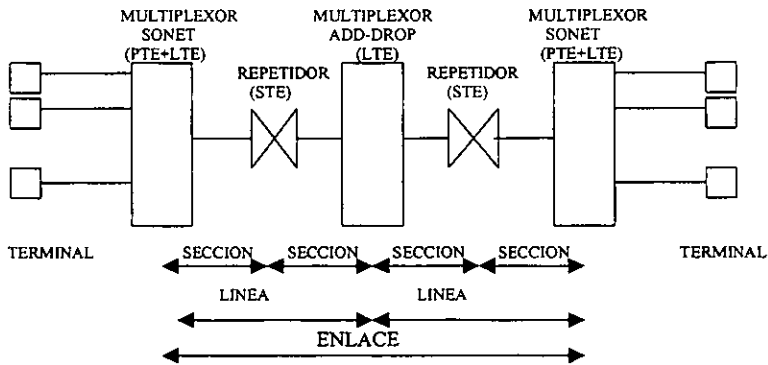 MULTIPLEXOR
SONET
(PTE+LTE)
MULTIPLEXOR
ADD-DROP
(LTE)
MULTIPLEXOR
SONET
(PTE+LTE)
REPETIDOR
(STE)
REPETIDOR
(STE)
TERMINAL
SECCION
SECCION
SECCION
SECCION
TERMINAL
LINEA
LINEA
ENLACE